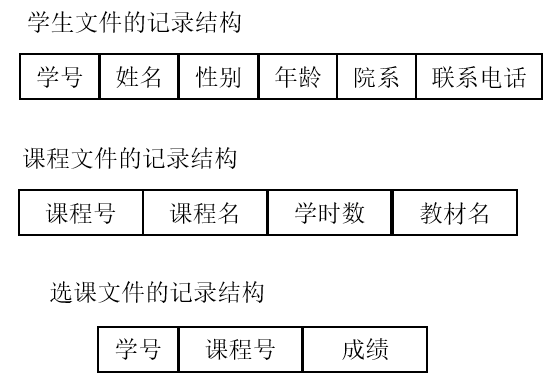 学生文件的记录结构
学号 姓名 性别 年龄 院系 联系电话
课程文件的记录结构
课程号 课程名 学时数 教材名
选课文件的记录结构
学号 课程号 成绩